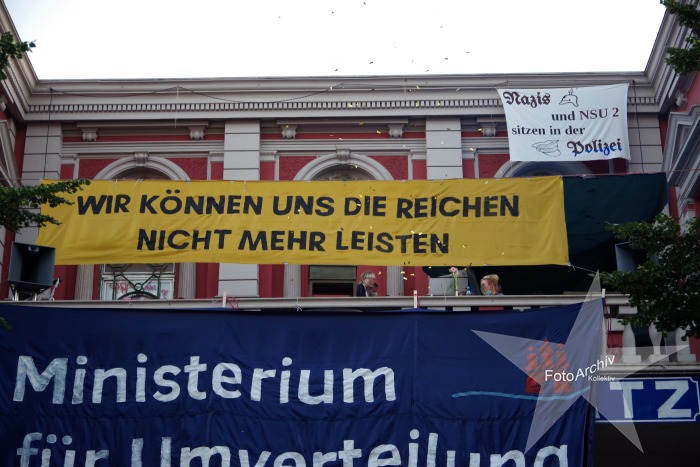 Nazis
und NSU 2
sitzen in der
Polizei
WIR KÖNNEN UNS DIE REICHEN
NICHT MEHR LEISTEN
Ministerium
für Umverteilung
FotoArchiv
Kollektiv
TZ